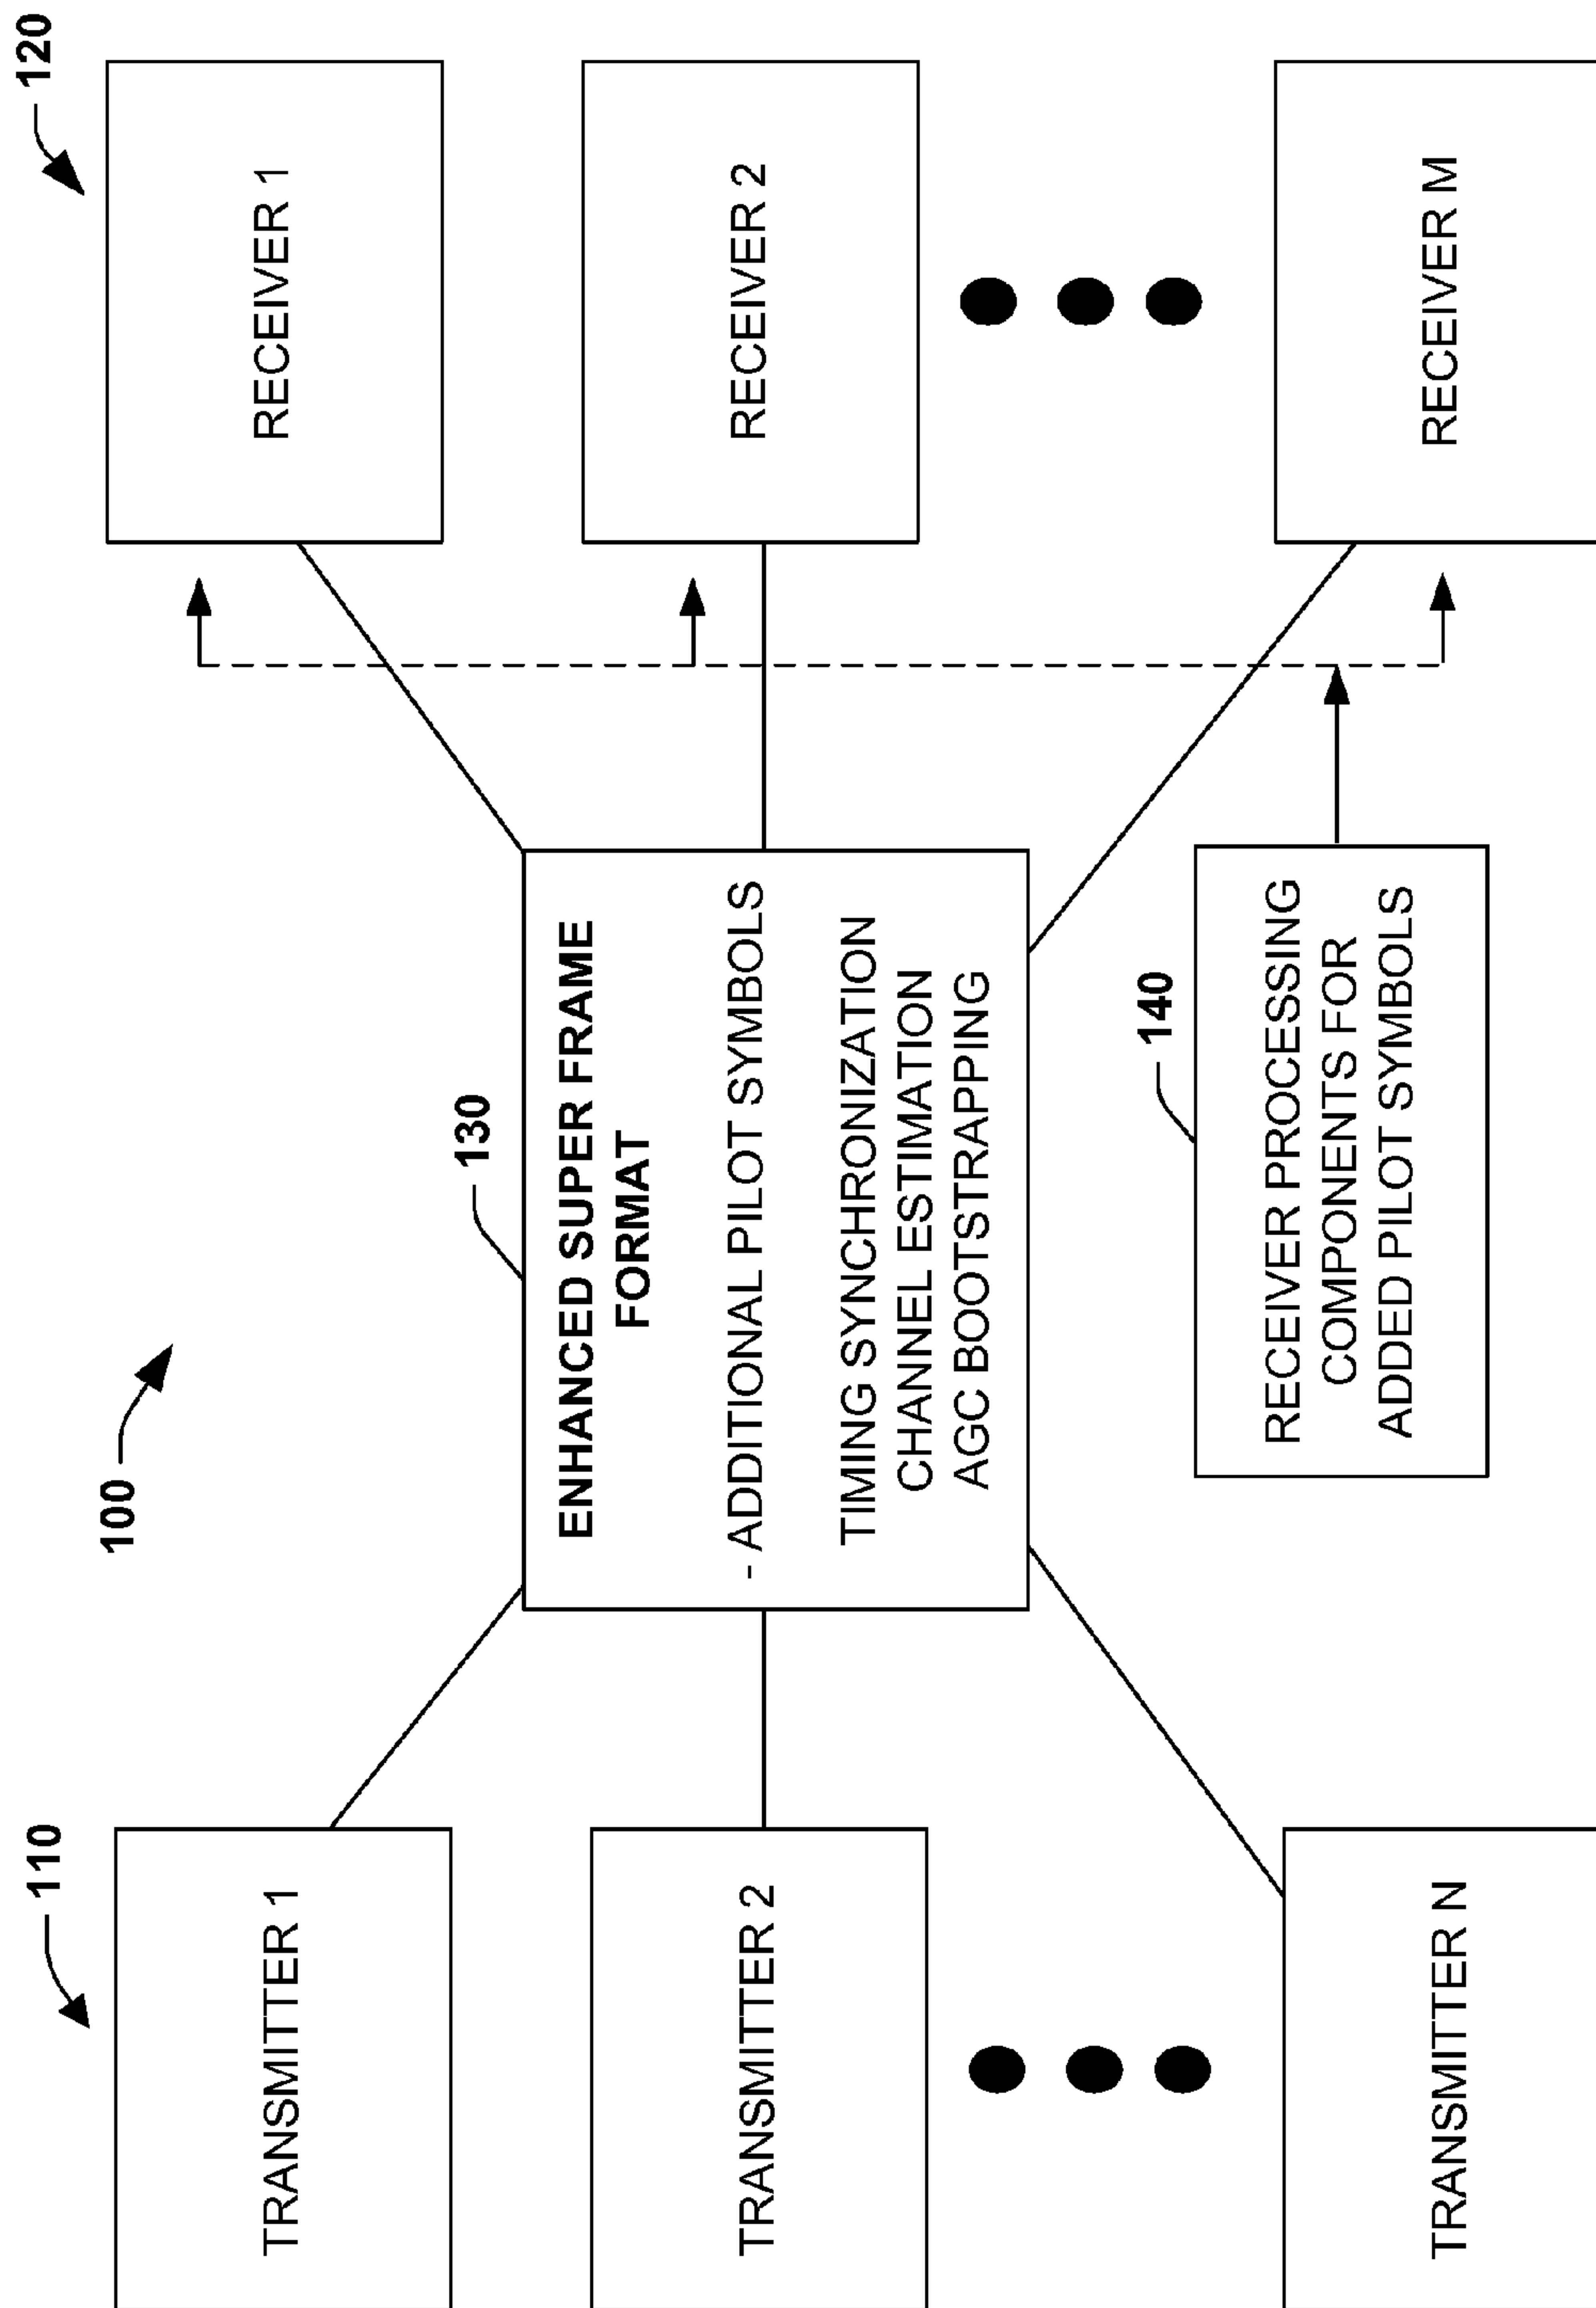 100
110
TRANSMITTER 1
TRANSMITTER 2
TRANSMITTER N
130
ENHANCED SUPER FRAME
FORMAT
- ADDITIONAL PILOT SYMBOLS
TIMING SYNCHRONIZATION
CHANNEL ESTIMATION
AGC BOOTSTRAPPING
140
RECEIVER PROCESSING
COMPONENTS FOR
ADDED PILOT SYMBOLS
120
RECEIVER 1
RECEIVER 2
RECEIVER M